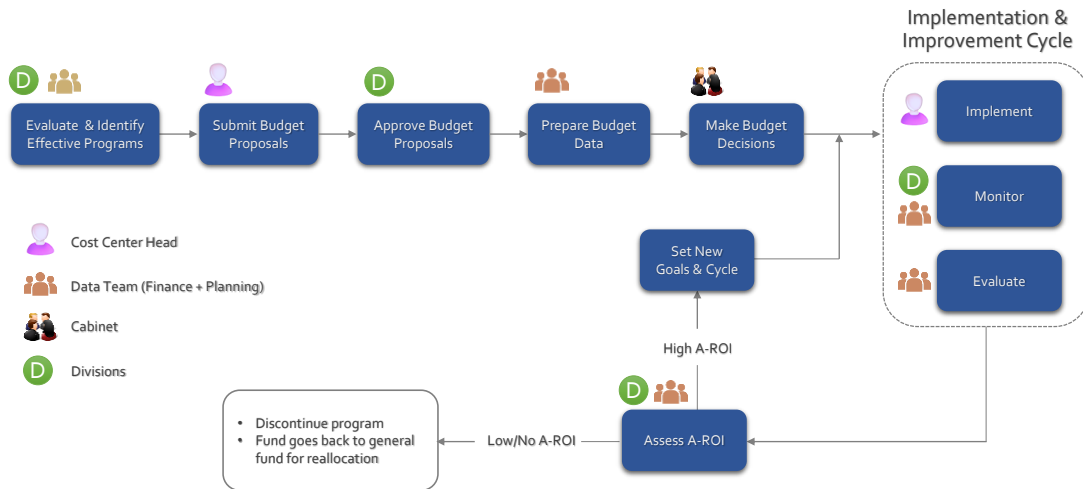 Implementation &
Improvement Cycle
D
Evaluate & Identify
Effective Programs
Submit Budget
Proposals
D
Approve Budget
Proposals
Prepare Budget
Data
Make Budget
Decisions
Implement
D
Monitor
Evaluate
Cost Center Head
Data Team (Finance + Planning)
Cabinet
D
Divisions
Set New
Goals & Cycle
High A-ROI
D
Assess A-ROI
Low/No A-ROI
• Discontinue program
• Fund goes back to general
fund for reallocation